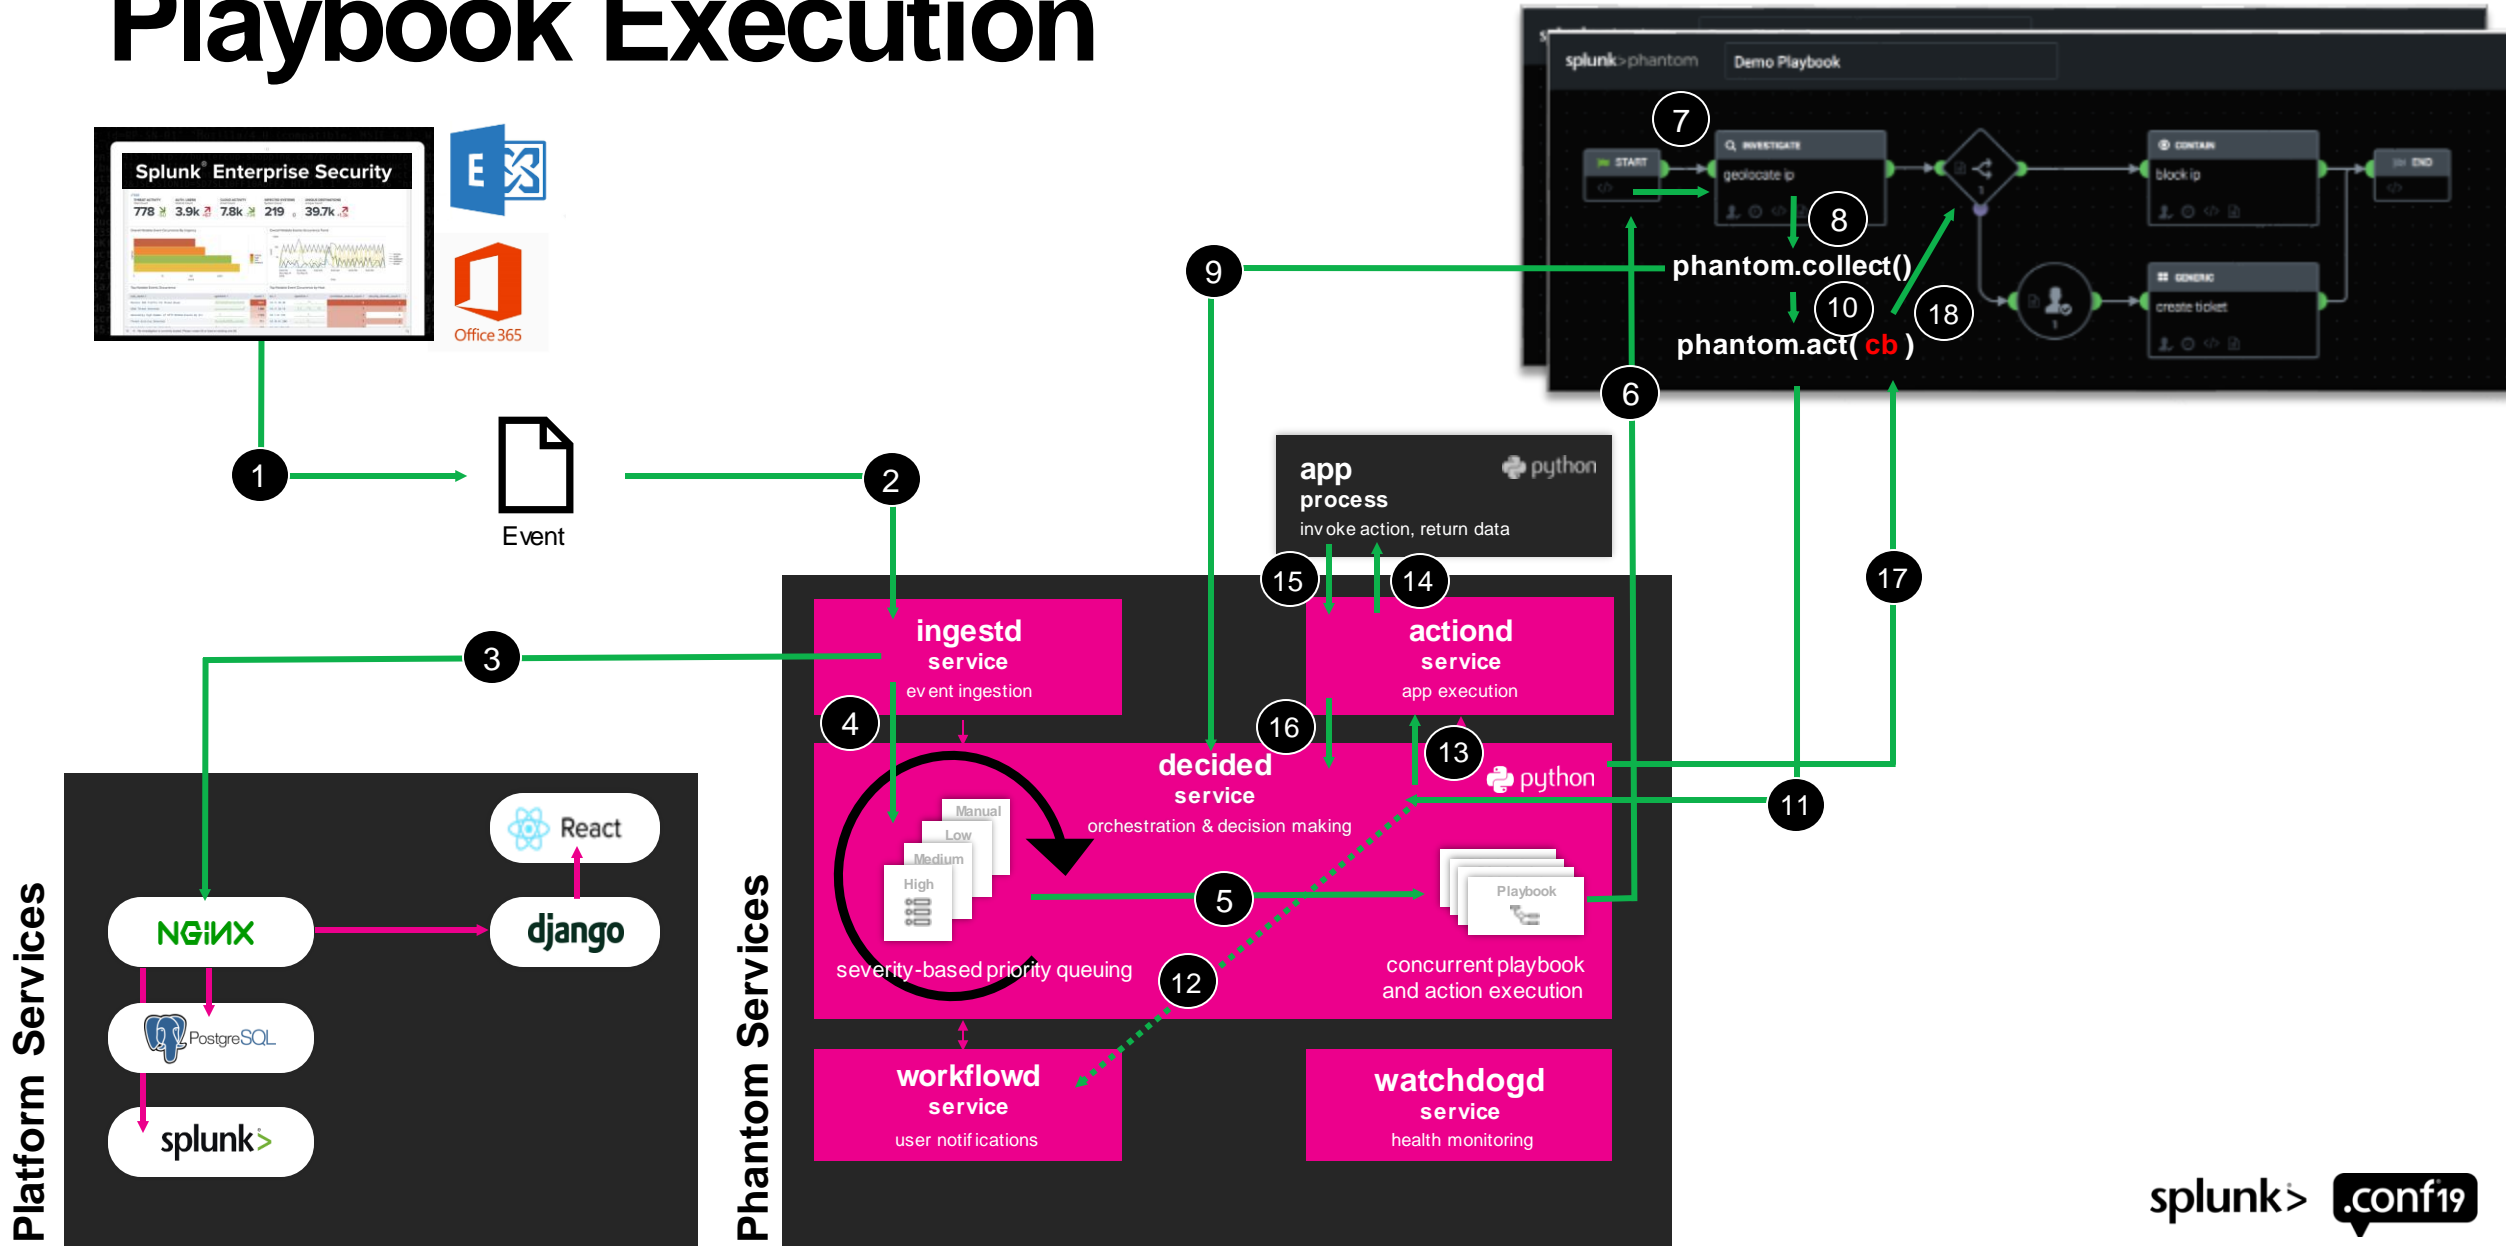 Playbook Execution
Splunk® Enterprise Security
778
3.9k
7.8k
219
39.7k
E
Office 365
1
Event
2
3
4
5
6
7
8
9
10
11
12
13
14
15
16
17
18
splunk>phantom
Demo Playbook
START
INVESTIGATE
geolocate ip
1
CONTAIN
block ip
END
1
GENERIC
create ticket
phantom.collect()
phantom.act( cb )
app
process
invoke action, return data
python
Platform Services
React
NGINX
django
PostgreSQL
splunk>
Phantom Services
ingestd
service
event ingestion
actiond
service
app execution
decided
service
orchestration & decision making
python
Manual
Low
Medium
High
severity-based priority queuing
Playbook
concurrent playbook
and action execution
workflowd
service
user notifications
watchdogd
service
health monitoring
splunk>
.conf19